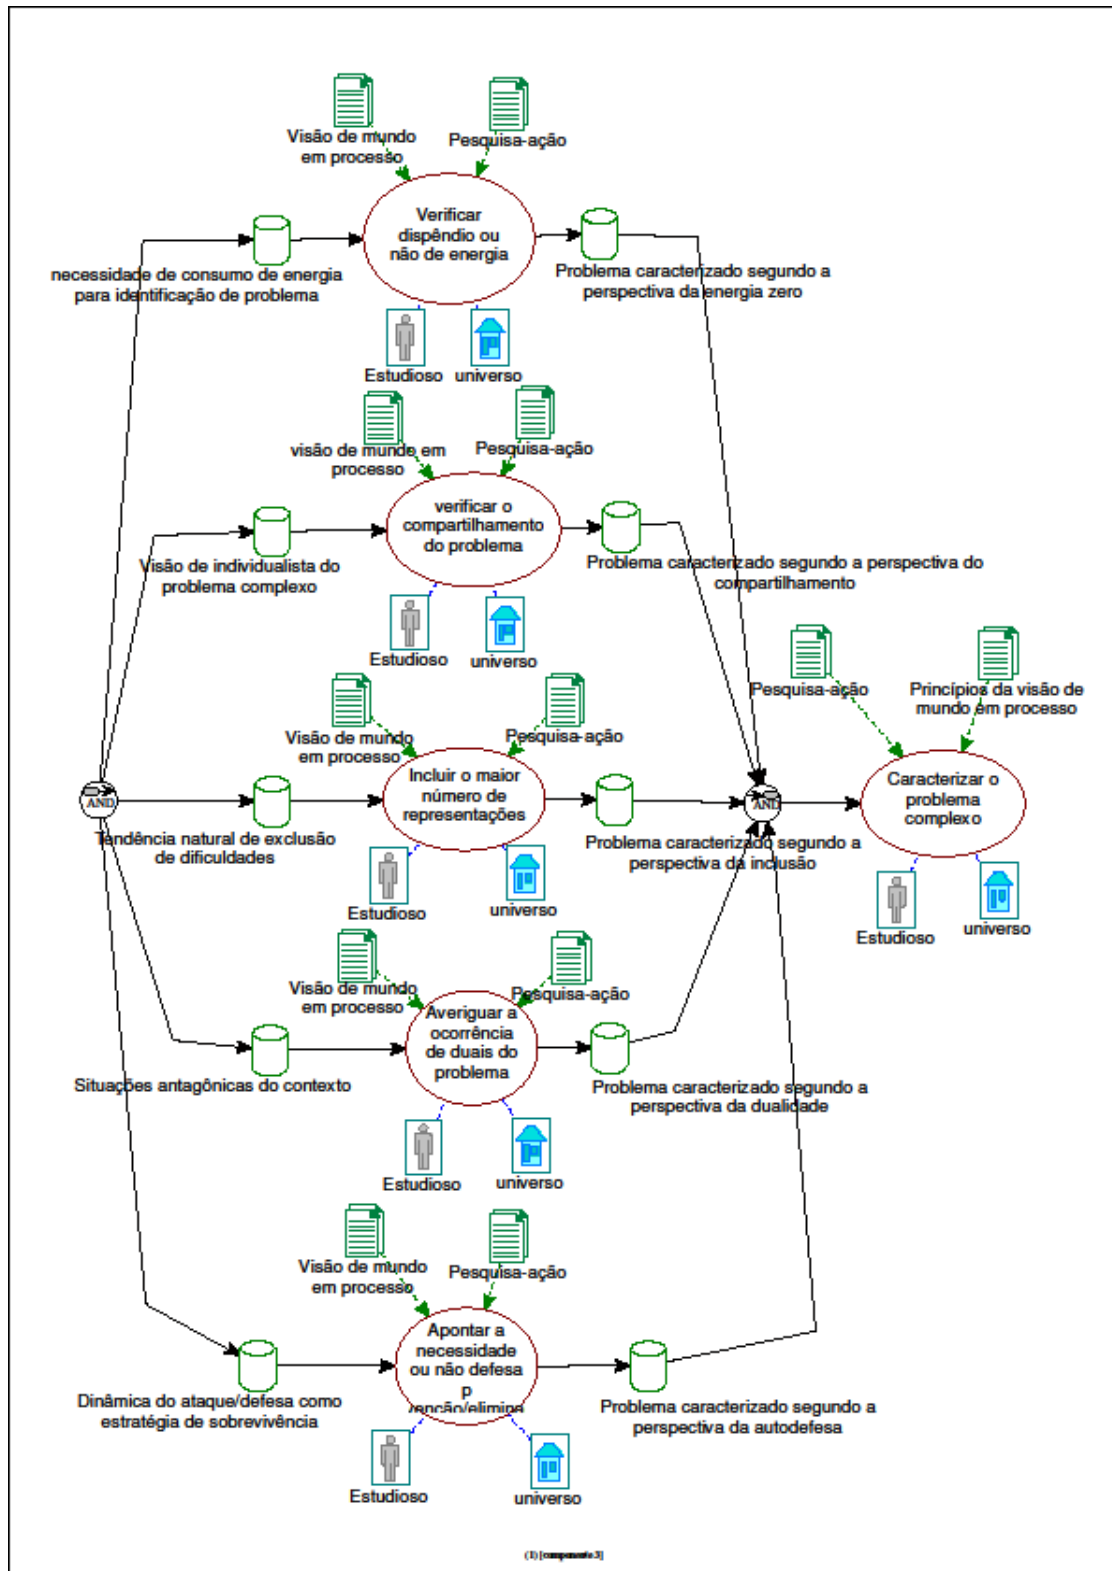 Visão de mundo
em processo
Pesquisa-ação
Verificar
dispêndio ou
não de energia
necessidade de consumo de energia
para identificação de problema
Problema caracterizado segundo a
perspectiva da energia zero
Estudioso
universo
visão de mundo em
processo
Pesquisa-ação
verificar o
compartilhamento
do problema
Visão de individualista do
problema complexo
Problema caracterizado segundo a perspectiva do
compartilhamento
Estudioso
universo
Visão de mundo
em processo
Pesquisa-ação
Incluir o maior
número de
representações
AND
Tendência natural de exclusão
de dificuldades
Problema caracterizado segundo a
perspectiva da inclusão
Estudioso
universo
AND
Pesquisa-ação
Princípios da visão de
mundo em processo
Caracterizar o
problema
complexo
Estudioso
universo
Visão de mundo
em processo
Pesquisa-ação
Averiguar a
ocorrência
de duais do
problema
Situações antagônicas do contexto
Problema caracterizado segundo a
perspectiva da dualidade
Estudioso
universo
Visão de mundo
em processo
Pesquisa-ação
Apontar a
necessidade
ou não defesa
p
venção/elimine
Dinâmica do ataque/defesa como
estratégia de sobrevivência
Problema caracterizado segundo a
perspectiva da autodefesa
Estudioso
universo
(1) [componente 3]